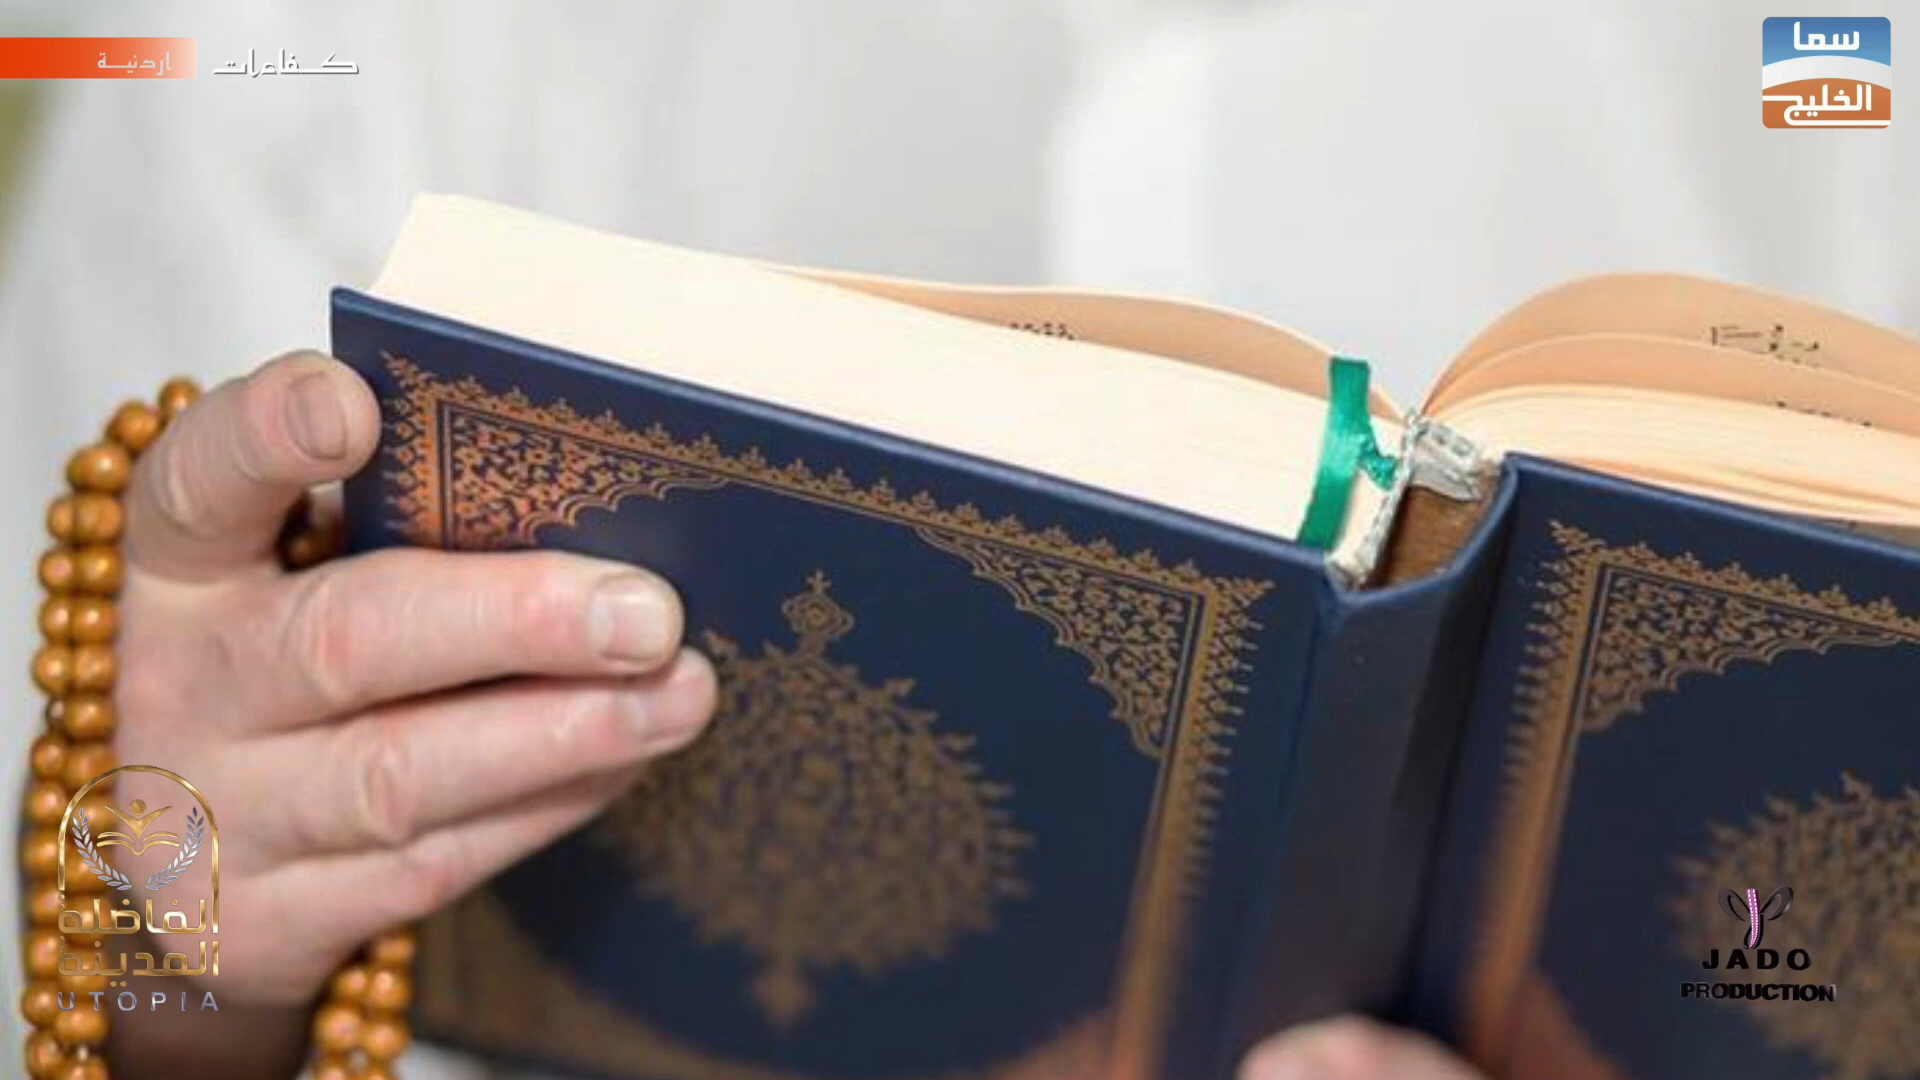 كفاءات اردنية
سما
الخليج
الفاضلة
المدينة
UTOPIA
JADO
PRODUCTION